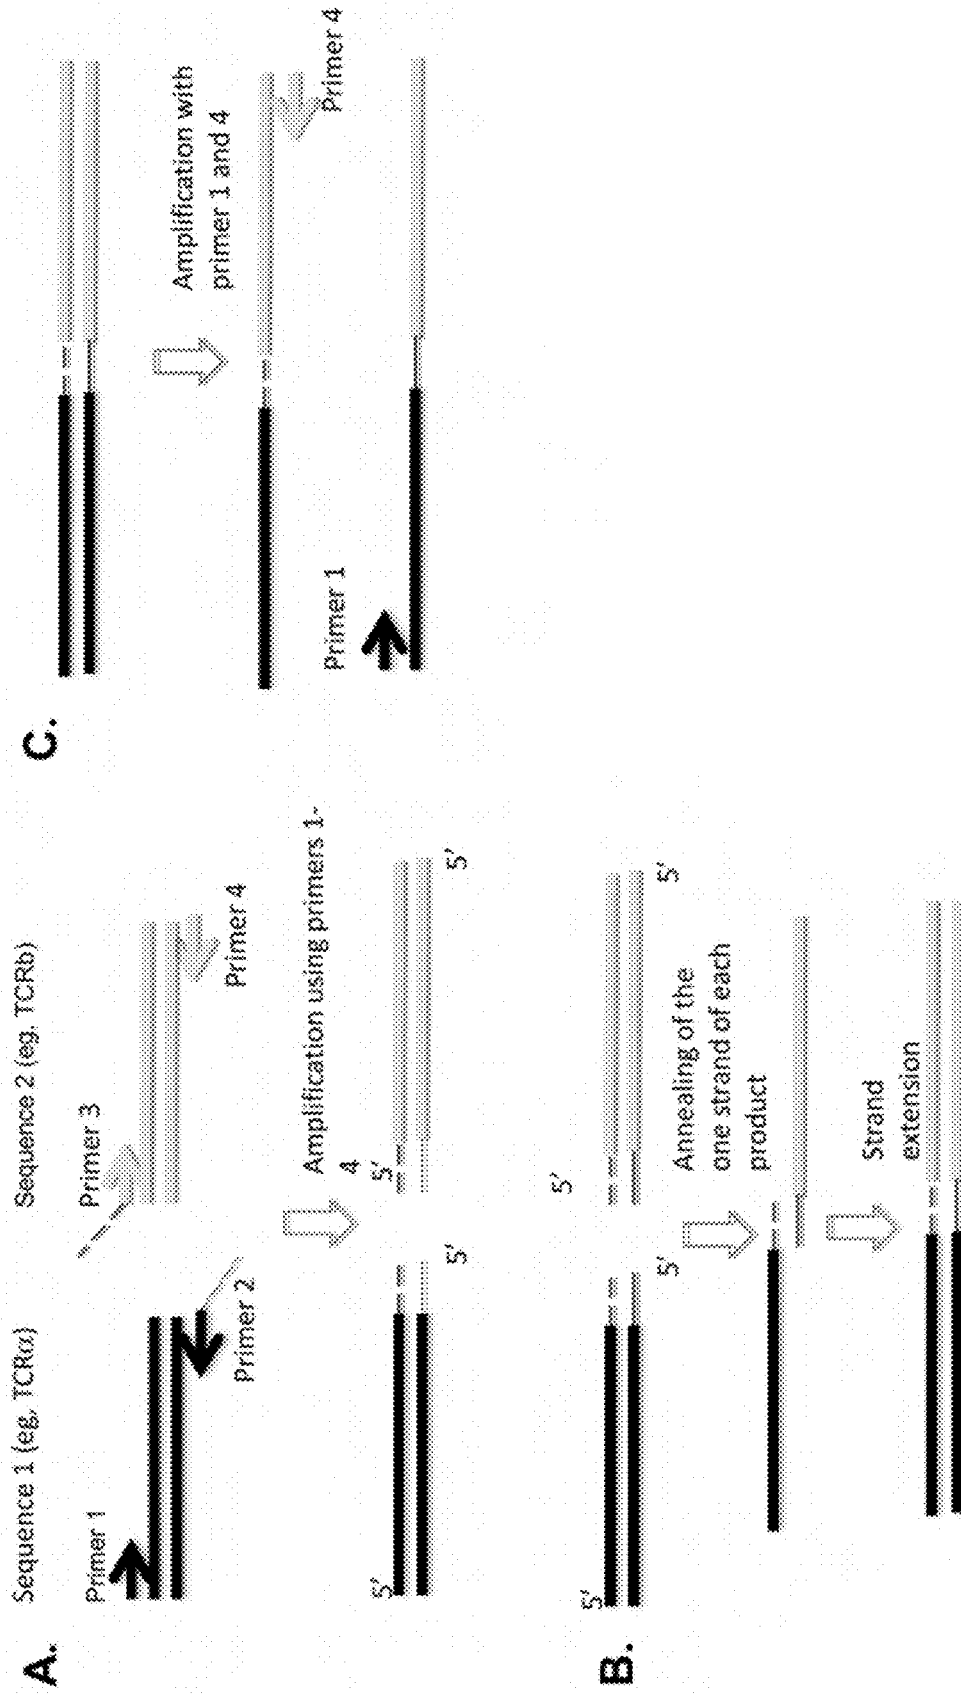 A.
Sequence 1 (eg, TCRα)
Sequence 2 (eg. TCRb)
Primer 1
Primer 3
Primer 2
Primer 4
Amplification using primers 1-
4
5'
5'
5'
5'
B.
5'
5'
5'
5'
Annealing of the
one strand of each
product
Strand
extension
C.
Amplification with
primer 1 and 4
Primer 4
Primer 1